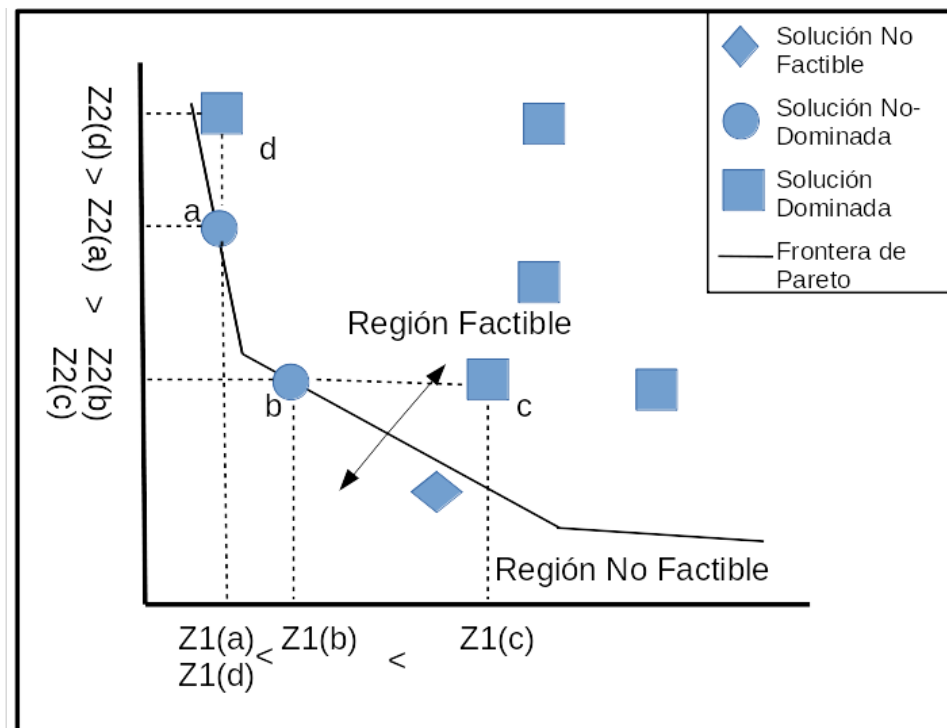 Solución No
Factible
Solución No-
Dominada
Solución
Dominada
Frontera de
Pareto
Z2(d) > Z2(a) > Z2(b)
Z2(c)
d
a
Región Factible
b
c
Región No Factible
Z1(a) < Z1(b) < Z1(c)
Z1(d)